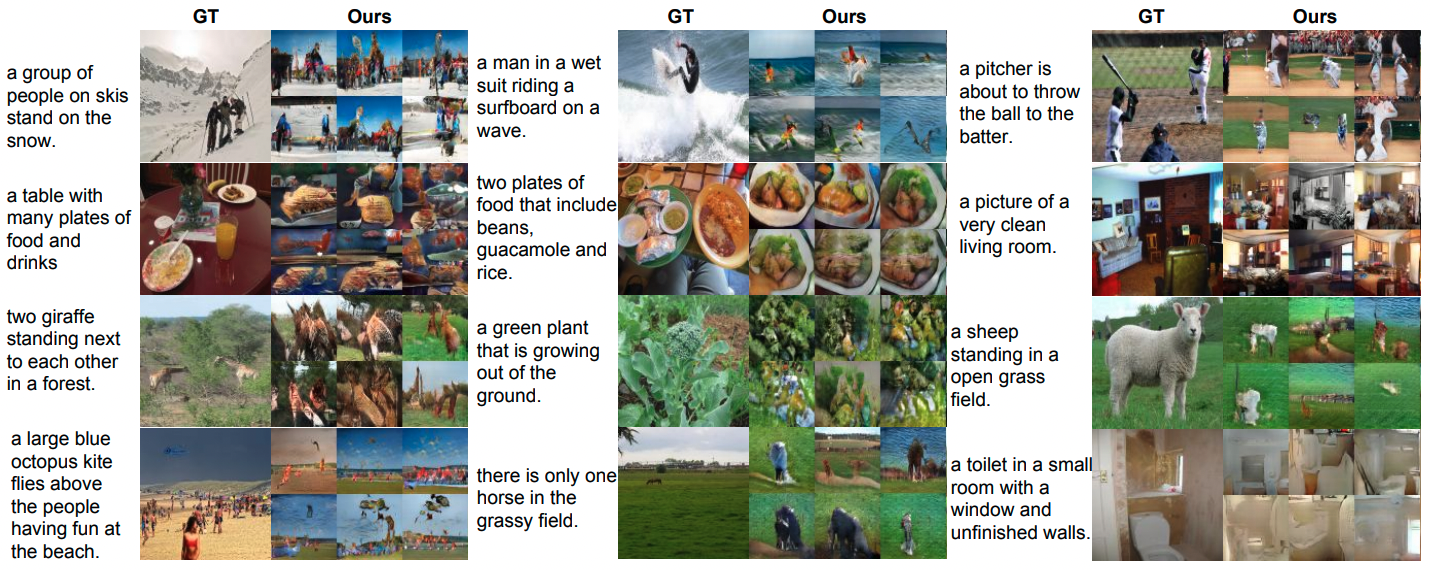 GT Ours
a group of
people on skis
stand on the
snow.
a table with
many plates of
food and
drinks
two giraffe
standing next
to each other
in a forest.
a large blue
octopus kite
flies above
the people
having fun at
the beach.
GT Ours
a man in a wet
suit riding a
surfboard on a
wave.
two plates of
food that include
beans,
guacamole and
rice.
a green plant
that is growing
out of the
ground.
there is only one
horse in the
grassy field.
GT Ours
a pitcher is
about to throw
the ball to the
batter.
a picture of a
very clean
living room.
a sheep
standing in a
open grass
field.
a toilet in a small
room with a
window and
unfinished walls.